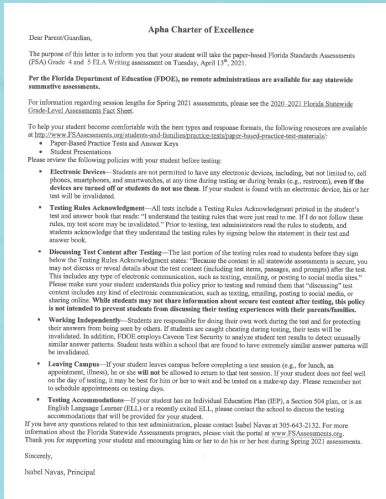 Apha Charter of Excellence
Dear Parent/Guardian,
The purpose of this letter is to inform you that your student will take the paper-based Florida Standards Assessments
(FSA) Grade 4 and 5 ELA Writing assessment on Tuesday, April 13th, 2021.
Per the Florida Department of Education (FDOE), no remote administrations are available for any statewide
summative assessments.
For information regarding session lengths for Spring 2021 assessments, please see the 2020-2021 Florida Statewide
Grade-Level Assessments Fact Sheet.
To help your student become comfortable with the item types and response formats, the following resources are available
at http://www.FSAssessments.org/students-and-families/practice-tests/paper-based-practice-test-materials/:
• Paper-Based Practice Tests and Answer Keys
• Student Presentations
Please review the following policies with your student before testing:
• Electronic Devices—Students are not permitted to have any electronic devices, including, but not limited to, cell
phones, smartphones, and smartwatches, at any time during testing or during breaks (e.g., restroom), even if the
devices are turned off or students do not use them. If your student is found with an electronic device, his or her
test will be invalidated.
• Testing Rules Acknowledgment—All tests include a Testing Rules Acknowledgment printed in the student's
test and answer book that reads: "I understand the testing rules that were just read to me. If I do not follow these
rules, my test score may be invalidated." Prior to testing, test administrators read the rules to students, and
students acknowledge that they understand the testing rules by signing below the statement in their test and
answer book.
• Discussing Test Content after Testing—The last portion of the testing rules read to students before they sign
below the Testing Rules Acknowledgment states: "Because the content in all statewide assessments is secure, you
may not discuss or reveal details about the test content (including test items, passages, and prompts) after the test.
This includes any type of electronic communication, such as texting, emailing, or posting to social media sites."
Please make sure your student understands this policy prior to testing and remind them that "discussing" test
content includes any kind of electronic communication, such as texting, emailing, posting to social media, or
sharing online. While students may not share information about secure test content after testing, this policy
is not intended to prevent students from discussing their testing experiences with their parents/families.
• Working Independently—Students are responsible for doing their own work during the test and for protecting
their answers from being seen by others. If students are caught cheating during testing, their tests will be
invalidated. In addition, FDOE employs Caveon Test Security to analyze student test results to detect unusually
similar answer patterns. Student tests within a school that are found to have extremely similar answer patterns will
be invalidated.
• Leaving Campus—If your student leaves campus before completing a test session (e.g., for lunch, an
appointment, illness), he or she will not be allowed to return to that test session. If your student does not feel well
on the day of testing, it may be best for him or her to wait and be tested on a make-up day. Please remember not
to schedule appointments on testing days.
• Testing Accommodations—If your student has an Individual Education Plan (IEP), a Section 504 plan, or is an
English Language Learner (ELL) or a recently exited ELL, please contact the school to discuss the testing
accommodations that will be provided for your student.
If you have any questions related to this test administration, please contact Isabel Navas at 305-643-2132. For more
information about the Florida Statewide Assessments program, please visit the portal at www.FSAssessments.org.
Thank you for supporting your student and encouraging him or her to do his or her best during Spring 2021 assessments.
Sincerely,
Isabel Navas, Principal